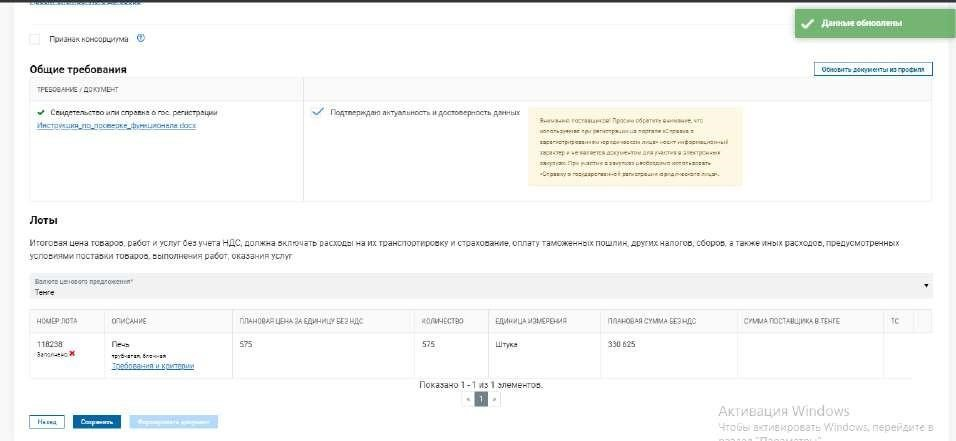 Данные обновлены
Признак консорциума
Общие требования
Обновить документы из профиля
ТРЕБОВАНИЕ / ДОКУМЕНТ
Свидетельство или справка о гос. регистрации
Инструкция_по_проверке_функционала.docx
Подтверждаю актуальность и достоверность данных
Внимание поставщиков! Просим обратить внимание, что
используемая при регистрации на портале «Справка о
зарегистрированном юридическом лице» носит информационный
характер и не является документом для участия в электронных
закупках. При участии в закупках необходимо использовать
«Справку о государственной регистрации юридического лица».
Лоты
Итоговая цена товаров, работ и услуг без учета НДС, должна включать расходы на их транспортировку и страхование, оплату таможенных пошлин, других налогов, сборов, а также иных расходов, предусмотренных
условиями поставки товаров, выполнения работ, оказания услуг
Валюта ценового предложения*
Тенге
НОМЕР ЛОТА ОПИСАНИЕ ПЛАНОВАЯ ЦЕНА ЗА ЕДИНИЦУ БЕЗ НДС КОЛИЧЕСТВО ЕДИНИЦА ИЗМЕРЕНИЯ ПЛАНОВАЯ СУММА БЕЗ НДС СУММА ПОСТАВЩИКА В ТЕНГЕ ТС
118238 Печь 575 575 Штука 330 625
Заполнено: трубчатая, блочная
Требования и критерии
Показано 1 - 1 из 1 элементов.
« 1 »
Назад Сохранить Формировать документ
Активация Windows
Чтобы активировать Windows, перейдите в
раздел "Параметры".